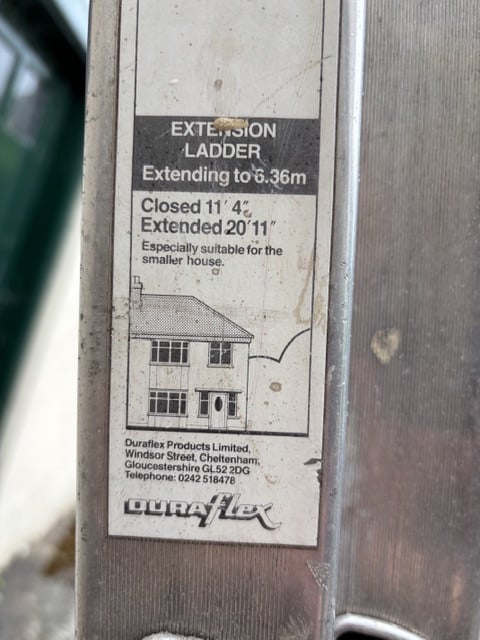 EXTENSION
LADDER
Extending to 6.36m
Closed 11′ 4″
Extended 20′11″
Especially suitable for the
smaller house.
Duraflex Products Limited,
Windsor Street, Cheltenham,
Gloucestershire GL52 2DG
Telephone: 0242 518478
DURAflex